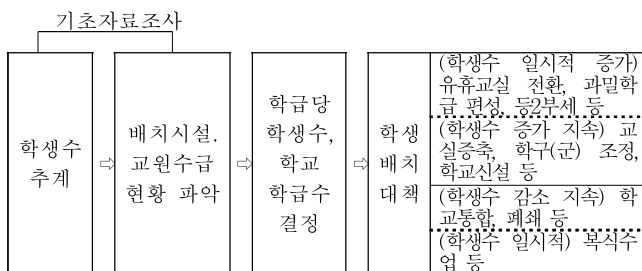 기초자료조사
학생수
추계
⇨
배치시설.
교원수급
현황 파악
⇨
학급당
학생수,
학교
학급수
결정
⇨
학생
배치
대책
(학생수 일시적 증가)
유휴교실 전환, 과밀학
급 편성, 등2부세 등
(학생수 증가 지속) 교
실증축, 학구(군) 조정,
학교신설 등
(학생수 감소 지속) 학
교통합, 폐쇄 등
(학생수 일시적) 복식수
업 등